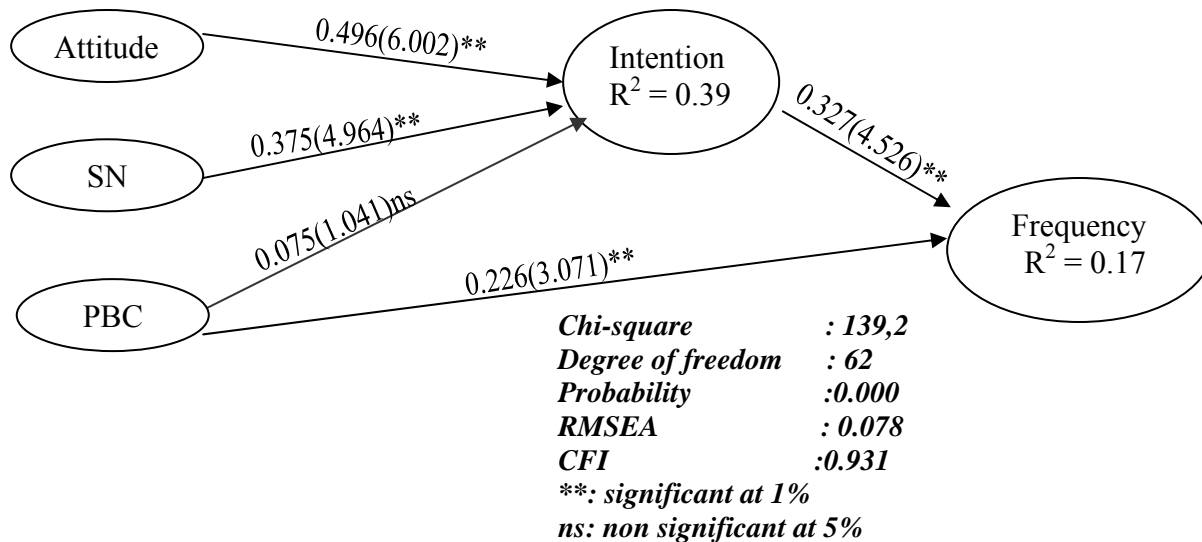 Attitude
0.496(6.002)**
Intention
R² = 0.39
0.327(4.526)**
SN
0.375(4.964)**
0.075(1.041)ns
Frequency
R² = 0.17
PBC
0.226(3.071)**
Chi-square : 139,2
Degree of freedom : 62
Probability :0.000
RMSEA : 0.078
CFI :0.931
**: significant at 1%
ns: non significant at 5%